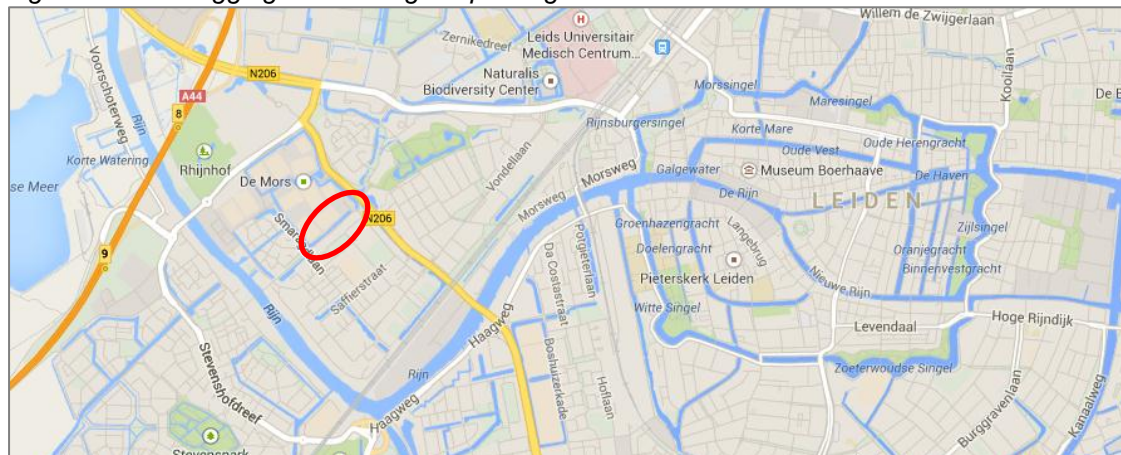 Willem de Zwijgerlaan
Zernikedreef
Leids Universitair
Medisch Centrum...
H
Voorschoterweg
N206
A44
8
Rijn
Naturalis
Biodiversity Center
Morssingel
Maresingel
Kooilaan
Rijnsburgersingel
Korte Mare
Oude Herengracht
Oude Vest
Korte Watering
Rhijnhof
Vondellaan
De Mors
Galgewater
Museum Boerhaave
De Haven
se Meer
Morsweg
Morsweg
De Rijn
LEIDEN
N206
Groenhazengracht
Langebrug
Zijlsingel
9
Doelengracht
Potgieterlaan
Oranjegracht
Binnenvestgracht
Saffierstraat
Da Costastraat
Pieterskerk Leiden
Nieuwe Rijn
Rijn
Witte Singel
Haagweg
Levendaal
Hoge Rijndijk
Stevenshofdreef
Boshuizerkade
Rijn
Hoflaan
Zoeterwoudse Singel
Haagweg
Burggravenlaan
Kanaalweg
Stevenspark